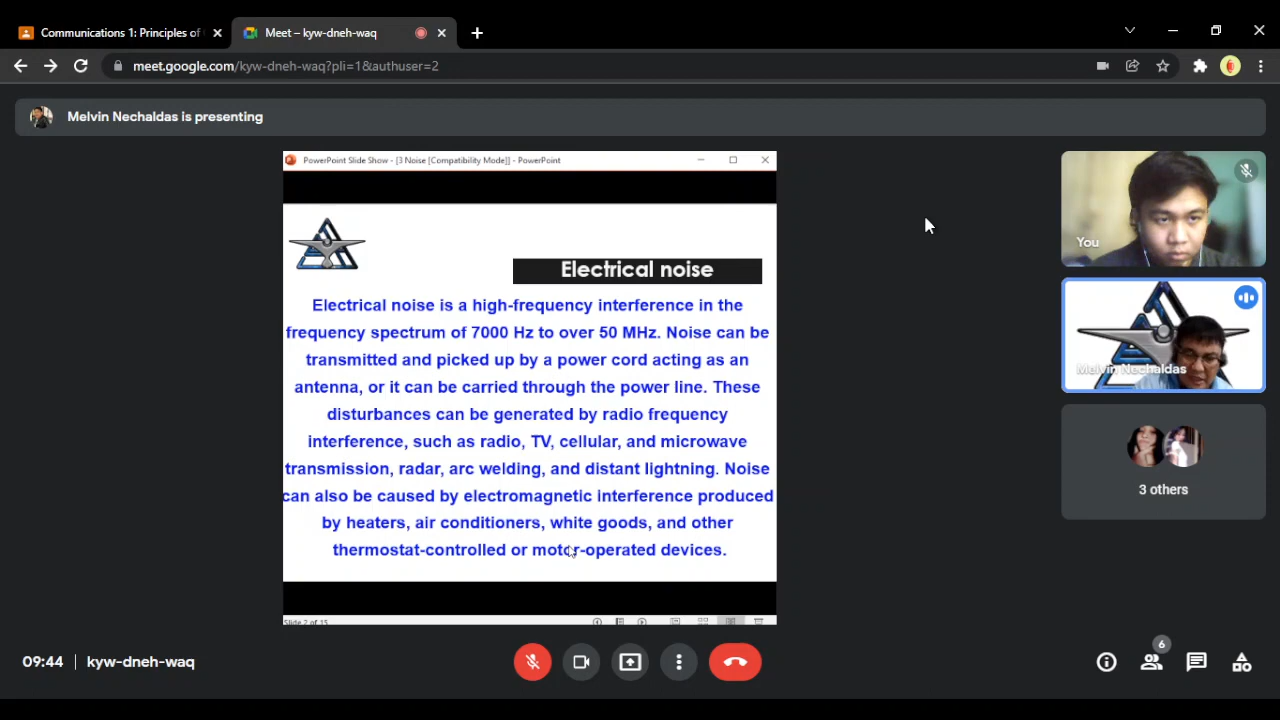 Communications 1: Principles of
Meet – kyw-dneh-waq
meet.google.com/kyw-dneh-waq?pli=1&authuser=2
Melvin Nechaldas is presenting
PowerPoint Slide Show - [3 Noise [Compatibility Mode]] - PowerPoint
Electrical noise
Electrical noise is a high-frequency interference in the
frequency spectrum of 7000 Hz to over 50 MHz. Noise can be
transmitted and picked up by a power cord acting as an
antenna, or it can be carried through the power line. These
disturbances can be generated by radio frequency
interference, such as radio, TV, cellular, and microwave
transmission, radar, arc welding, and distant lightning. Noise
can also be caused by electromagnetic interference produced
by heaters, air conditioners, white goods, and other
thermostat-controlled or motor-operated devices.
Slide 2 of 15
You
Melvin Nechaldas
3 others
09:44
kyw-dneh-waq
6